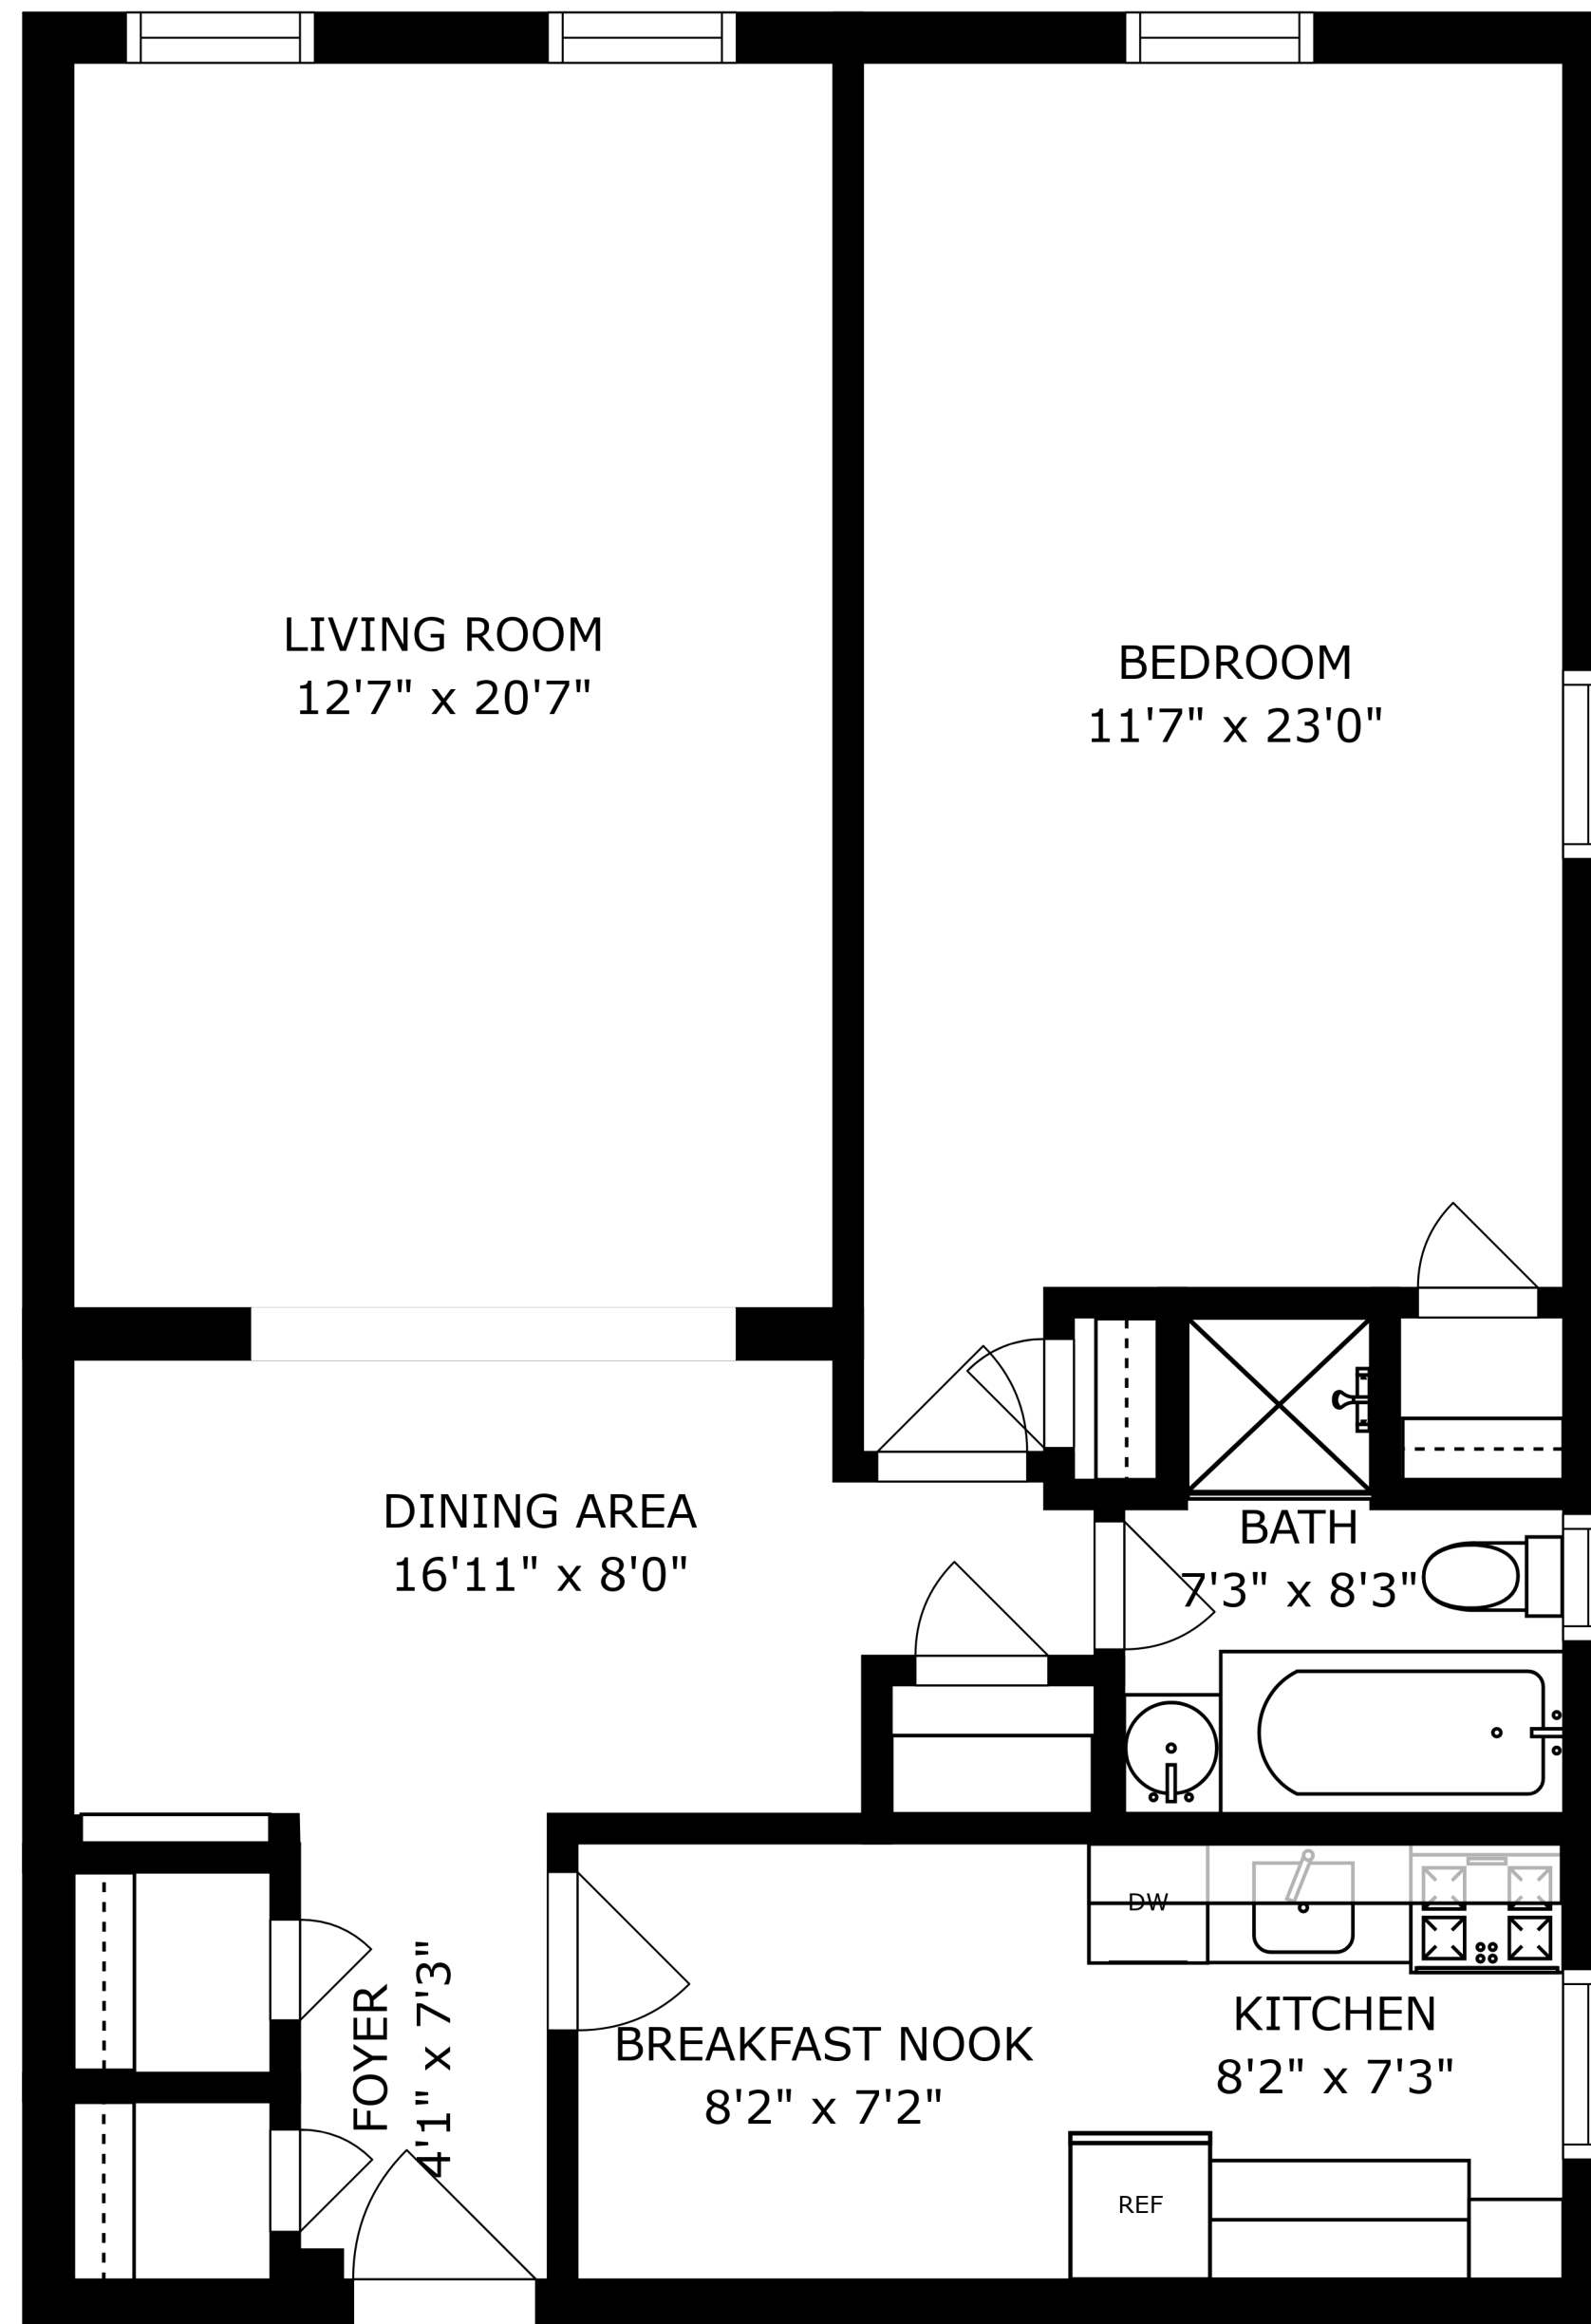 LIVING ROOM
12'7" x 20'7"
BEDROOM
11'7" x 23'0"
DINING AREA
16'11" x 8'0"
BATH
7'3" x 8'3"
DW
FOYER
4'1" x 7'3"
BREAKFAST NOOK
8'2" x 7'2"
KITCHEN
8'2" x 7'3"
REF